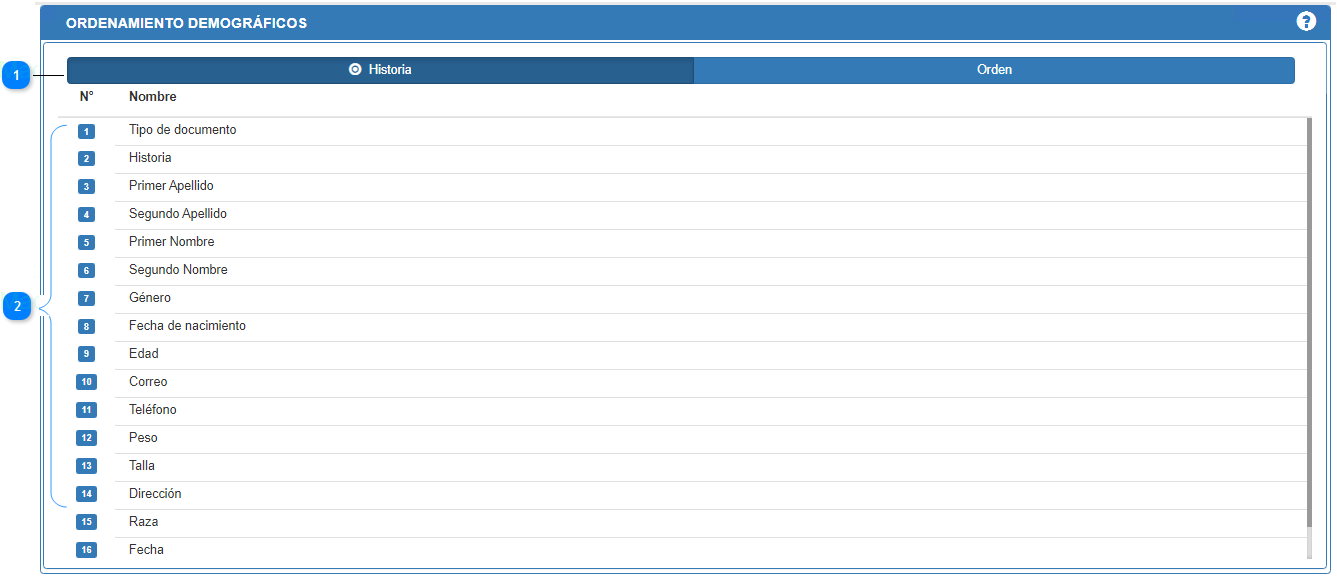 ORDENAMIENTO DEMOGRÁFICOS ?
1 Historia Orden
N° Nombre
1 Tipo de documento
2 Historia
3 Primer Apellido
4 Segundo Apellido
5 Primer Nombre
6 Segundo Nombre
7 Género
2
8 Fecha de nacimiento
9 Edad
10 Correo
11 Teléfono
12 Peso
13 Talla
14 Dirección
15 Raza
16 Fecha